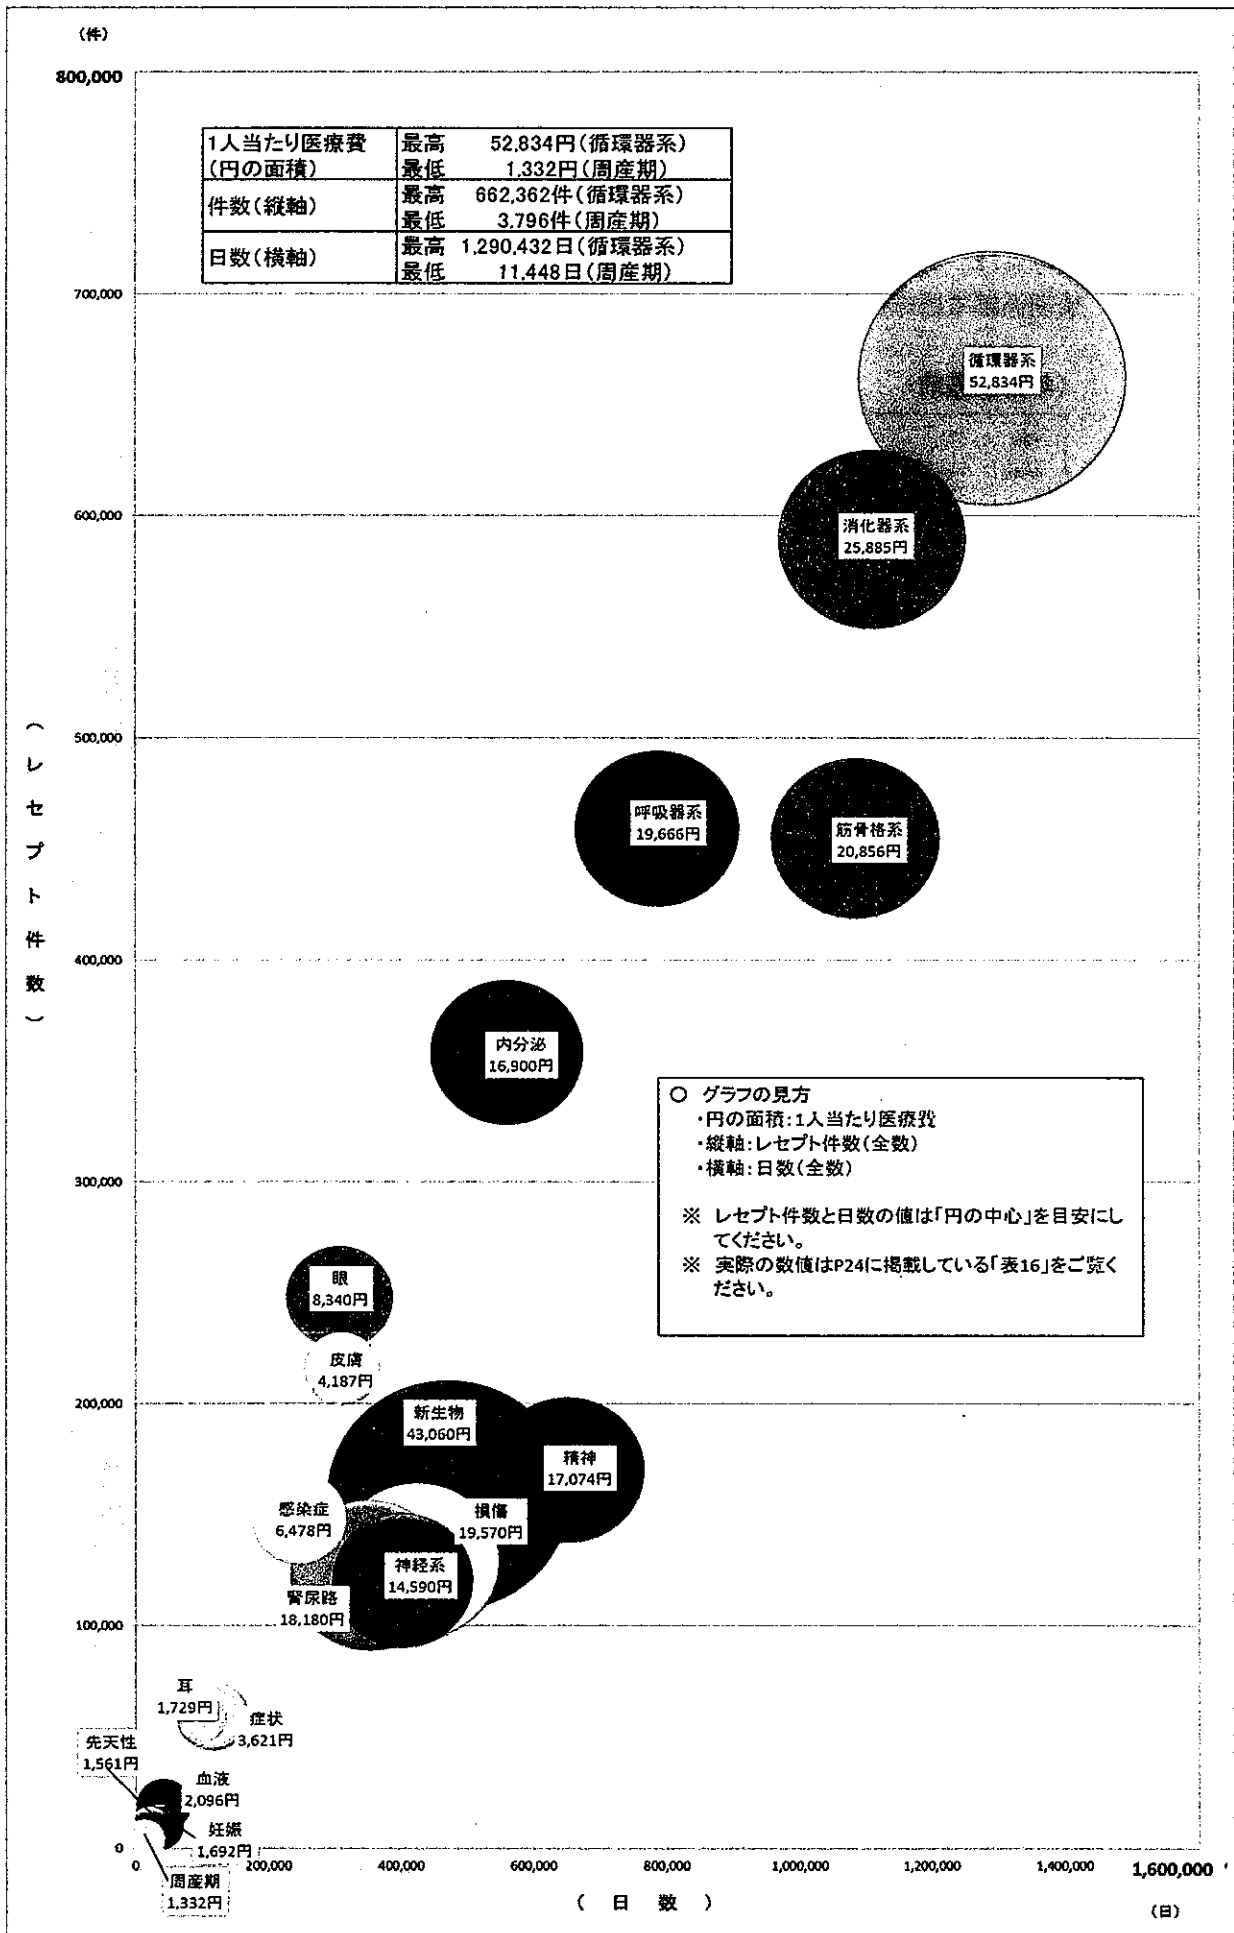 (件)
800,000
1人当たり医療費
(円の面積)
最高 52,834円(循環器系)
最低 1,332円(周産期)
件数(縦軸)
最高 662,362件(循環器系)
最低 3,796件(周産期)
日数(横軸)
最高 1,290,432日(循環器系)
最低 11,448日(周産期)
700,000
循環器系
52,834円
600,000
消化器系
25,885円
500,000
呼吸器系
19,666円
筋骨格系
20,856円
(レセプト件数)
400,000
内分泌
16,900円
○ グラフの見方
・円の面積:1人当たり医療費
・縦軸:レセプト件数(全数)
・横軸:日数(全数)
※ レセプト件数と日数の値は「円の中心」を目安にし
てください。
※ 実際の数値はP24に掲載している「表16」をご覧く
ださい。
300,000
眼
8,340円
皮膚
4,187円
200,000
新生物
43,060円
精神
17,074円
感染症
6,478円
損傷
19,570円
神経系
14,590円
腎尿路
18,180円
100,000
耳
1,729円
症状
3,621円
先天性
1,561円
血液
2,096円
妊娠
1,692円
0
周産期
1,332円
0 200,000 400,000 600,000 800,000 1,000,000 1,200,000 1,400,000 1,600,000
(日数)
(日)